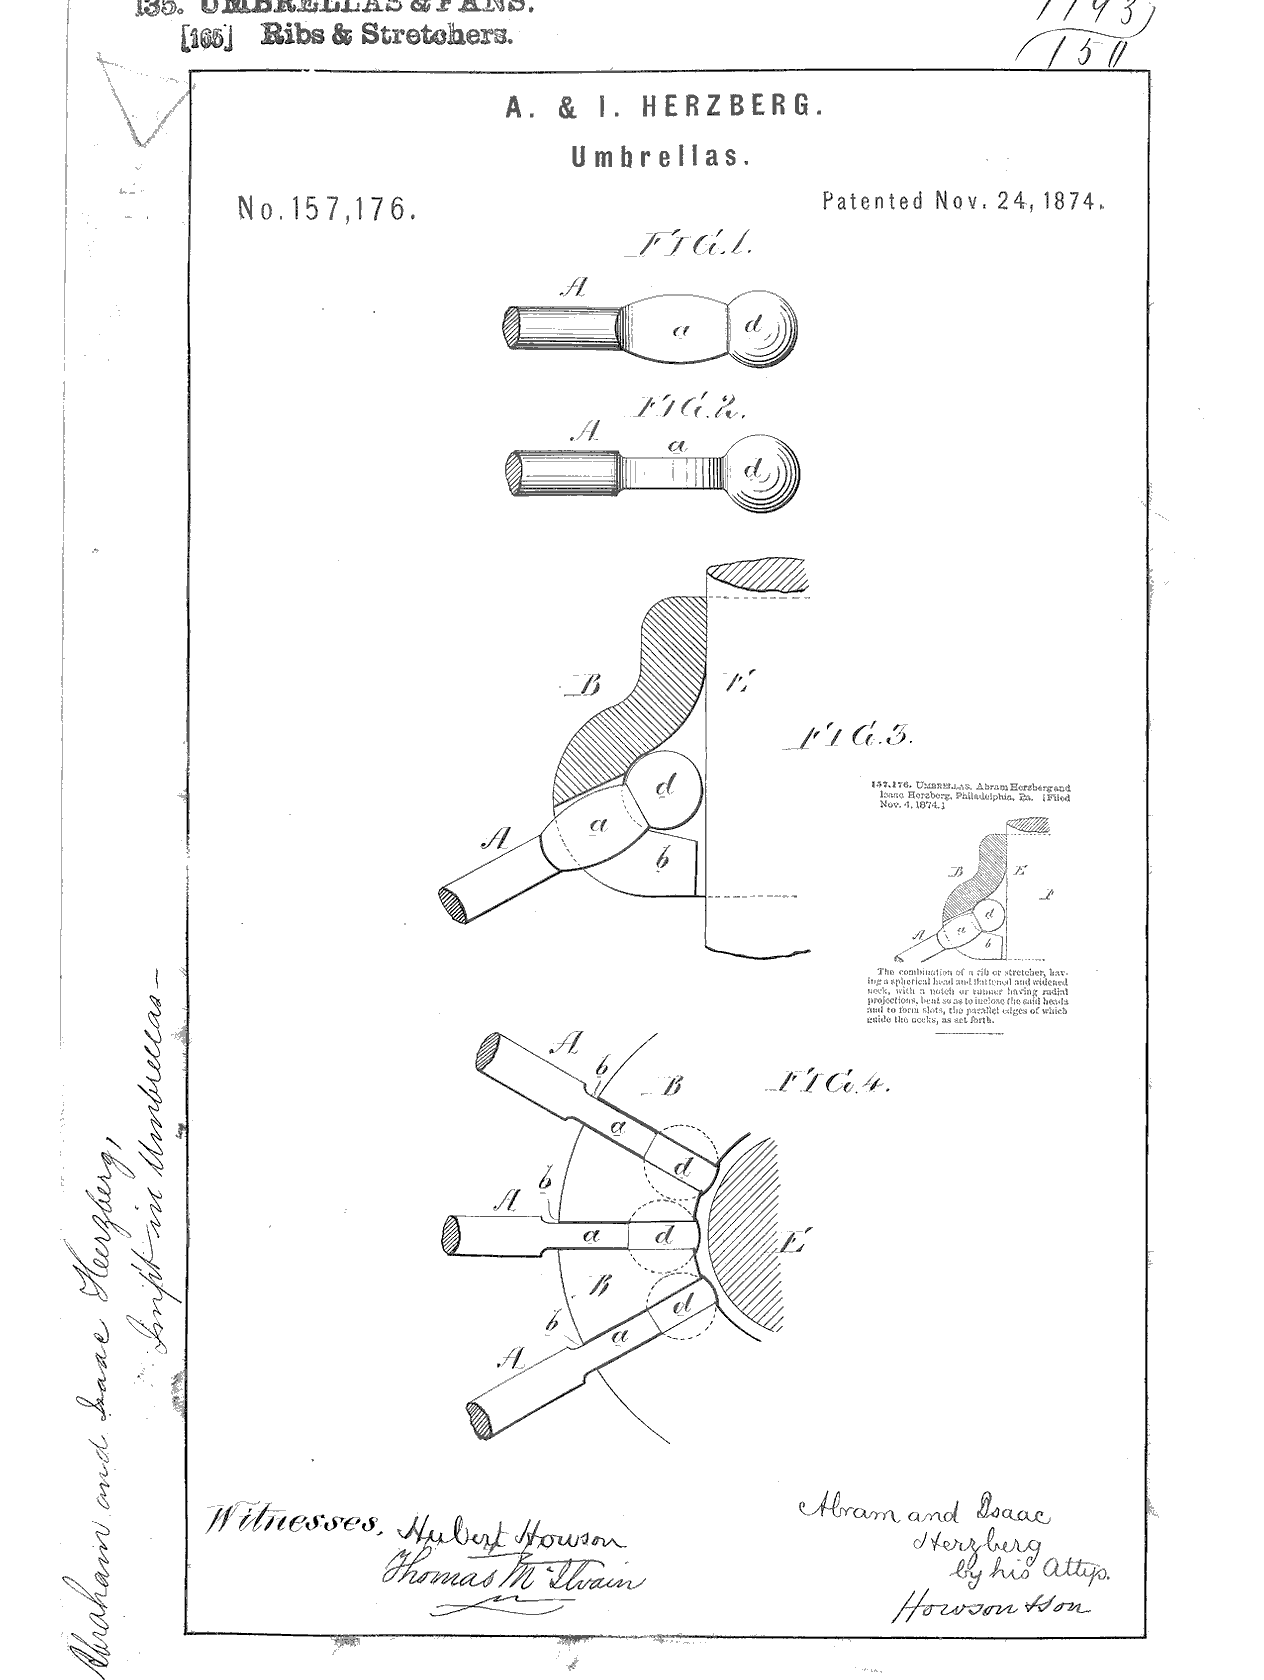 135. UMBRELLAS & FANS.
[165] Ribs & Stretchers.
1193
150
A. & I. HERZBERG.
Umbrellas.
No. 157,176.
Patented Nov. 24, 1874.
FIG.1.
A
a
d
FIG.2.
A
a
d
B
E
FIG.3.
d
a
A
b
157,176. UMBRELLAS. Abram Herzberg and
Isaac Herzberg, Philadelphia, Pa. [Filed
Nov. 4, 1874.]
B
E
d
a
A
b
The combination of a rib or stretcher, hav-
ing a spherical head and flattened and widened
neck, with a notch or runner having radial
projections, bent so as to inclose the said heads
and to form slots, the parallel edges of which
guide the necks, as set forth.
A
b
B
FIG.4.
a
d
b
A
a
d
E
B
b
d
a
A
Witnesses,
Hubert Howson
Thomas McIlvain
Abram and Isaac
Herzberg
by his Attys.
Howson & Son
Abraham and Isaac Herzberg,
Impt in Umbrellas—